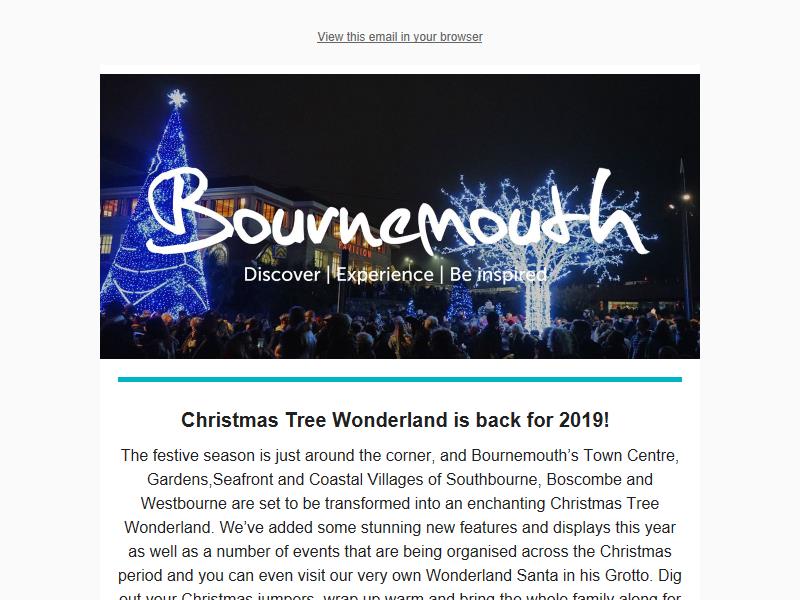 View this email in your browser
Bournemouth
PAVILION
Discover | Experience | Be inspired
Christmas Tree Wonderland is back for 2019!
The festive season is just around the corner, and Bournemouth’s Town Centre,
Gardens,Seafront and Coastal Villages of Southbourne, Boscombe and
Westbourne are set to be transformed into an enchanting Christmas Tree
Wonderland. We’ve added some stunning new features and displays this year
as well as a number of events that are being organised across the Christmas
period and you can even visit our very own Wonderland Santa in his Grotto. Dig
out your Christmas jumpers, wrap up warm and bring the whole family along for